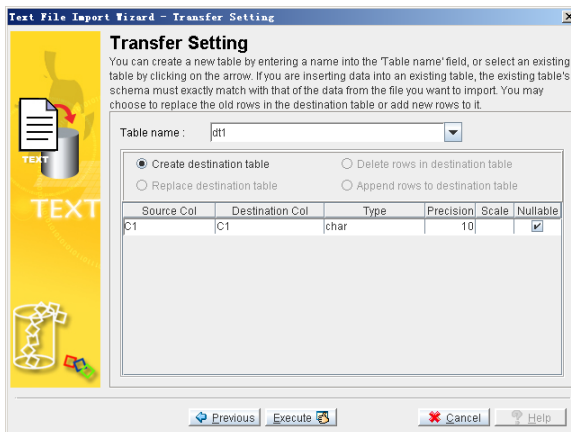 Text File Import Wizard - Transfer Setting
Transfer Setting
You can create a new table by entering a name into the 'Table name' field, or select an existing
table by clicking on the arrow. If you are inserting data into an existing table, the existing table's
schema must exactly match with that of the data from the file you want to import. You may
choose to replace the old rows in the destination table or add new rows to it.
Table name : dt1
Create destination table Delete rows in destination table
Replace destination table Append rows to destination table
Source Col Destination Col Type Precision Scale Nullable
C1 C1 char 10
TEXT
TEXT
Previous Execute Cancel Help